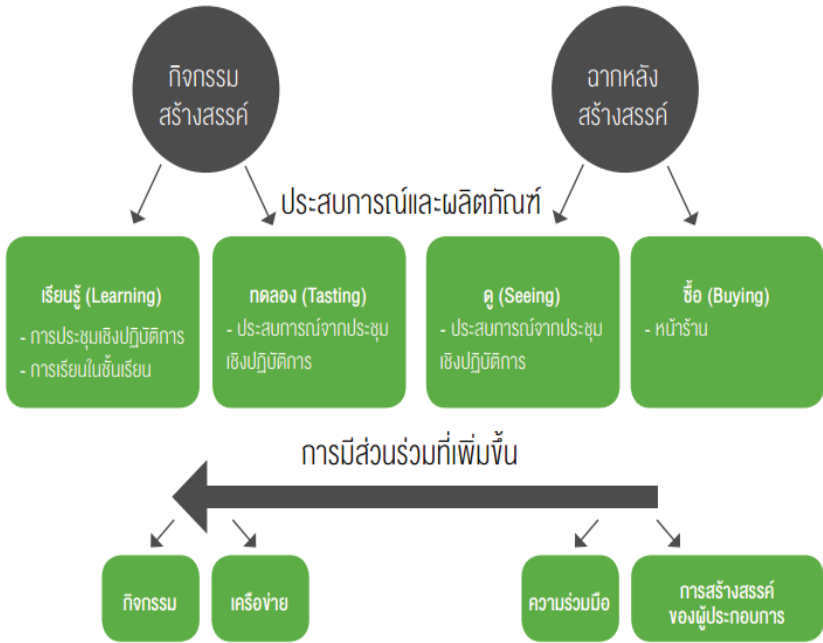 กิจกรรม
สร้างสรรค์
ฉากหลัง
สร้างสรรค์
ประสบการณ์และผลิตภัณฑ์
เรียนรู้ (Learning)
- การประชุมเชิงปฏิบัติการ
- การเรียนในชั้นเรียน
ทดลอง (Tasting)
- ประสบการณ์จากประชุม
เชิงปฏิบัติการ
ดู (Seeing)
- ประสบการณ์จากประชุม
เชิงปฏิบัติการ
ซื้อ (Buying)
- หน้าร้าน
การมีส่วนร่วมที่เพิ่มขึ้น
กิจกรรม
เครือข่าย
ความร่วมมือ
การสร้างสรรค์
ของผู้ประกอบการ